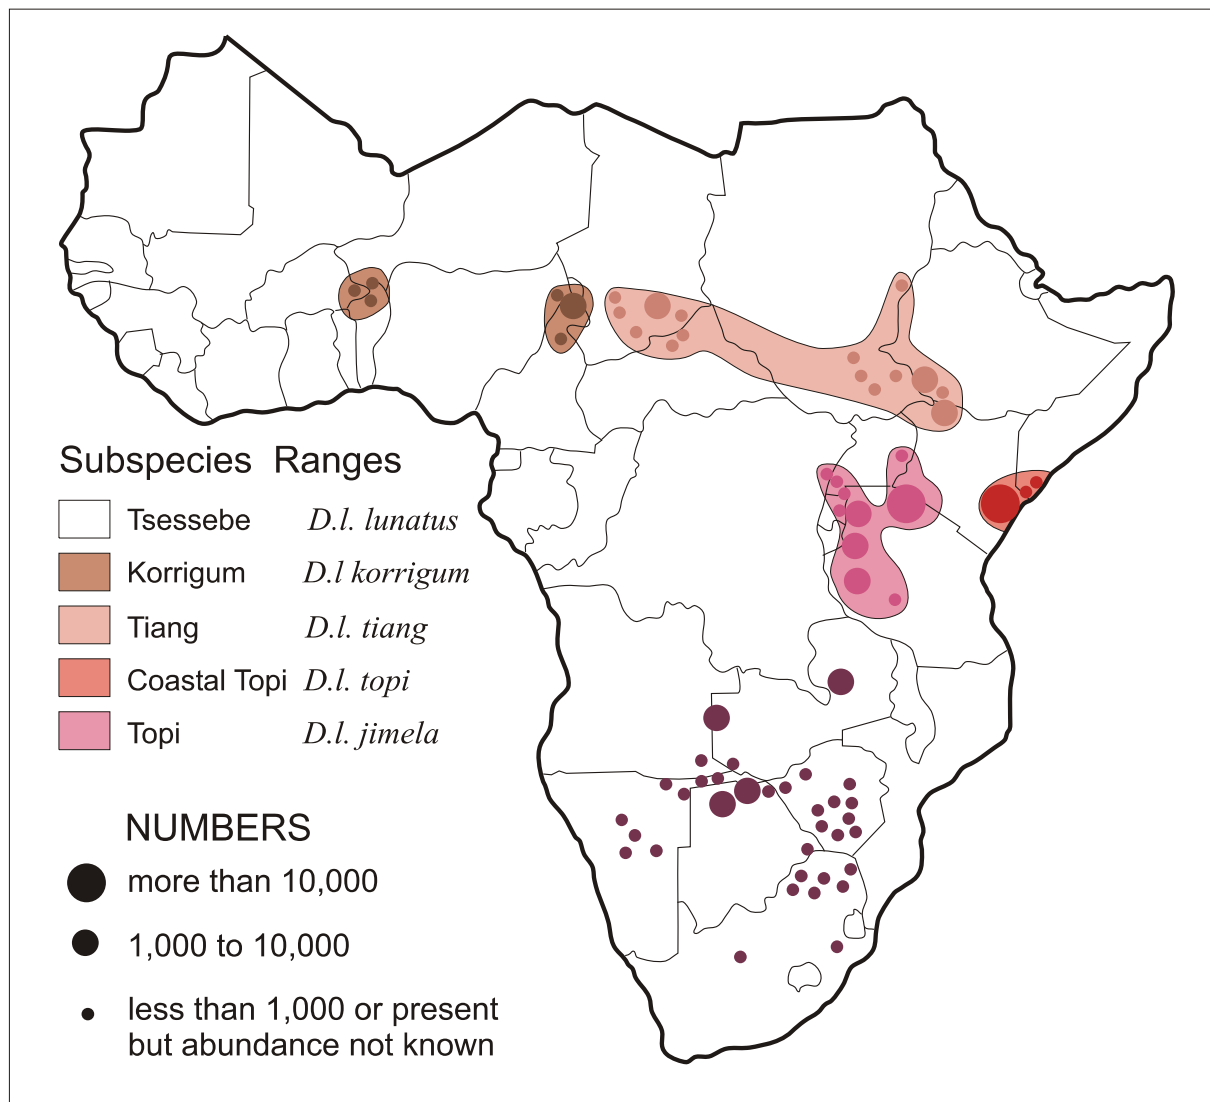 Subspecies Ranges
Tsessebe D.l. lunatus
Korrigum D.l korrigum
Tiang D.l. tiang
Coastal Topi D.l. topi
Topi D.l. jimela
NUMBERS
more than 10,000
1,000 to 10,000
less than 1,000 or present
but abundance not known